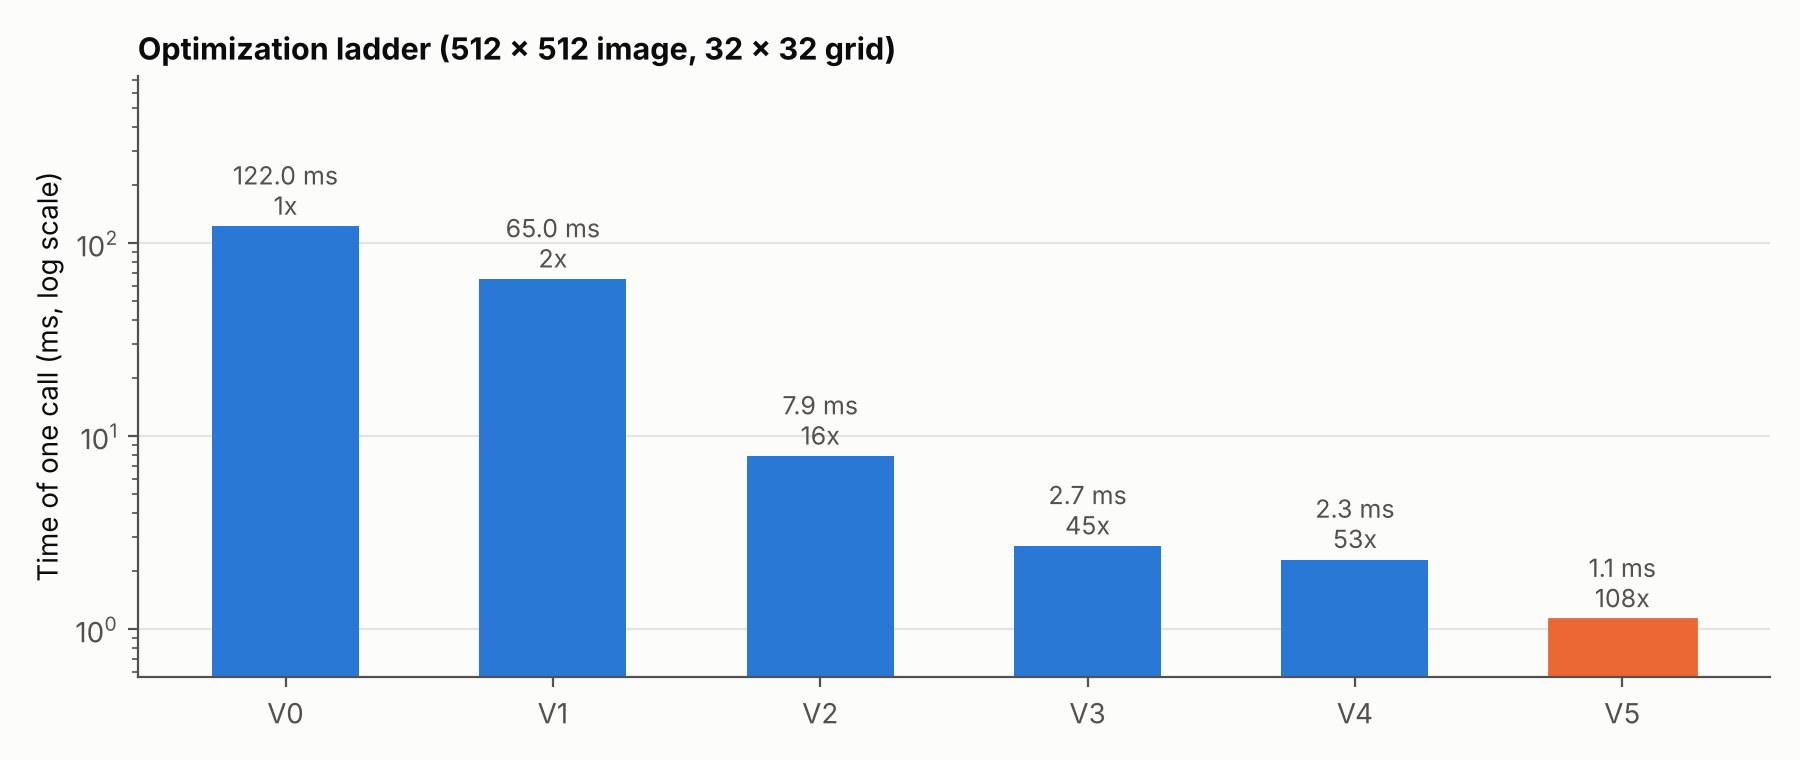 Optimization ladder (512 × 512 image, 32 × 32 grid)
Time of one call (ms, log scale)
10²
10¹
10⁰
122.0 ms
1x
65.0 ms
2x
7.9 ms
16x
2.7 ms
45x
2.3 ms
53x
1.1 ms
108x
V0
V1
V2
V3
V4
V5